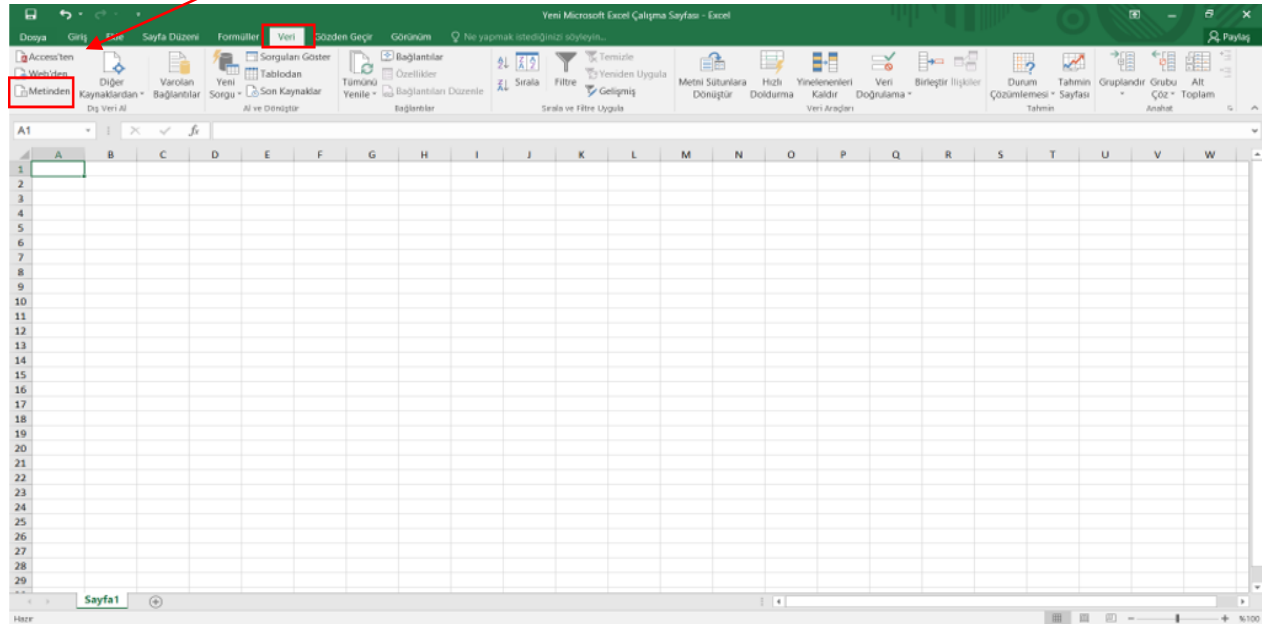 Yeni Microsoft Excel Çalışma Sayfası - Excel
Dosya Giriş Ekle Sayfa Düzeni Formüller Veri Gözden Geçir Görünüm Ne yapmak istediğinizi söyleyin... Paylaş
Access'ten
Web'den
Metinden
Diğer
Kaynaklardan
Varolan
Bağlantılar
Dış Veri Al
Yeni
Sorgu
Sorguları Göster
Tablodan
Son Kaynaklar
Al ve Dönüştür
Tümünü
Yenile
Bağlantılar
Özellikler
Bağlantıları Düzenle
Bağlantılar
Sırala
Filtre
Temizle
Yeniden Uygula
Gelişmiş
Sırala ve Filtre Uygula
Metni Sütunlara
Dönüştür
Hızlı
Doldurma
Yinelenenleri
Kaldır
Veri
Doğrulama
Birleştir
İlişkiler
Veri Araçları
Durum
Çözümlemesi
Tahmin
Sayfası
Tahmin
Gruplandır
Grubu
Çöz
Alt
Toplam
Anahat
A1 fx
A B C D E F G H I J K L M N O P Q R S T U V W
1
2
3
4
5
6
7
8
9
10
11
12
13
14
15
16
17
18
19
20
21
22
23
24
25
26
27
28
29
Sayfa1
Hazır %100